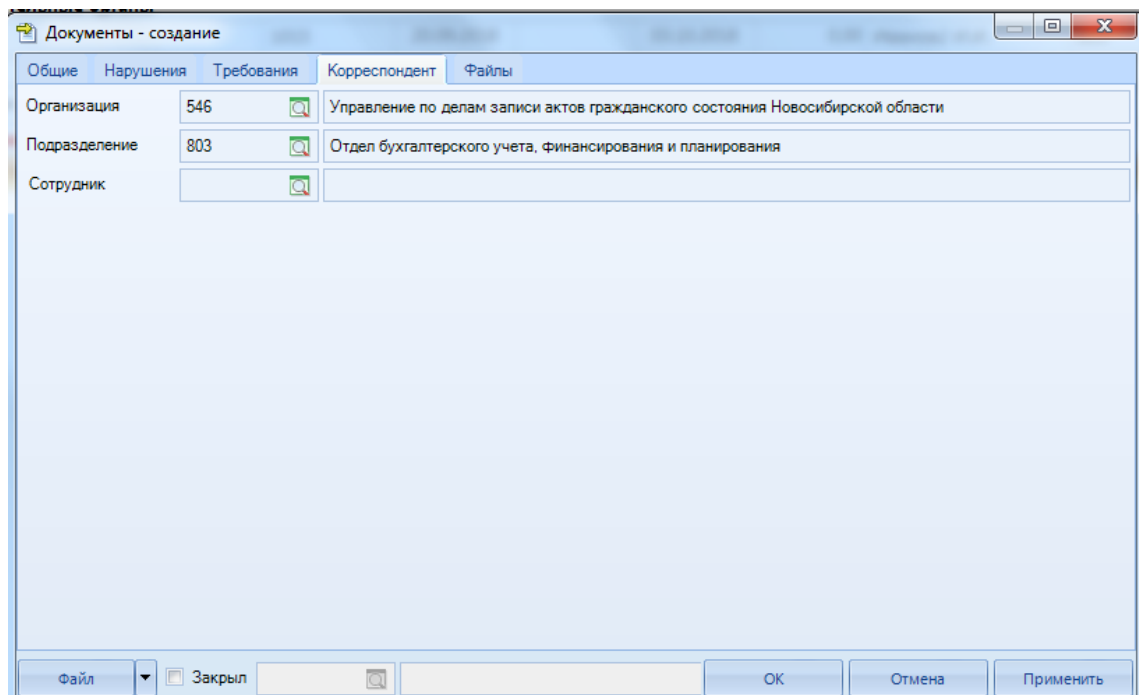 Документы - создание
Общие Нарушения Требования Корреспондент Файлы
Организация 546 Управление по делам записи актов гражданского состояния Новосибирской области
Подразделение 803 Отдел бухгалтерского учета, финансирования и планирования
Сотрудник
Файл Закрыл ОК Отмена Применить